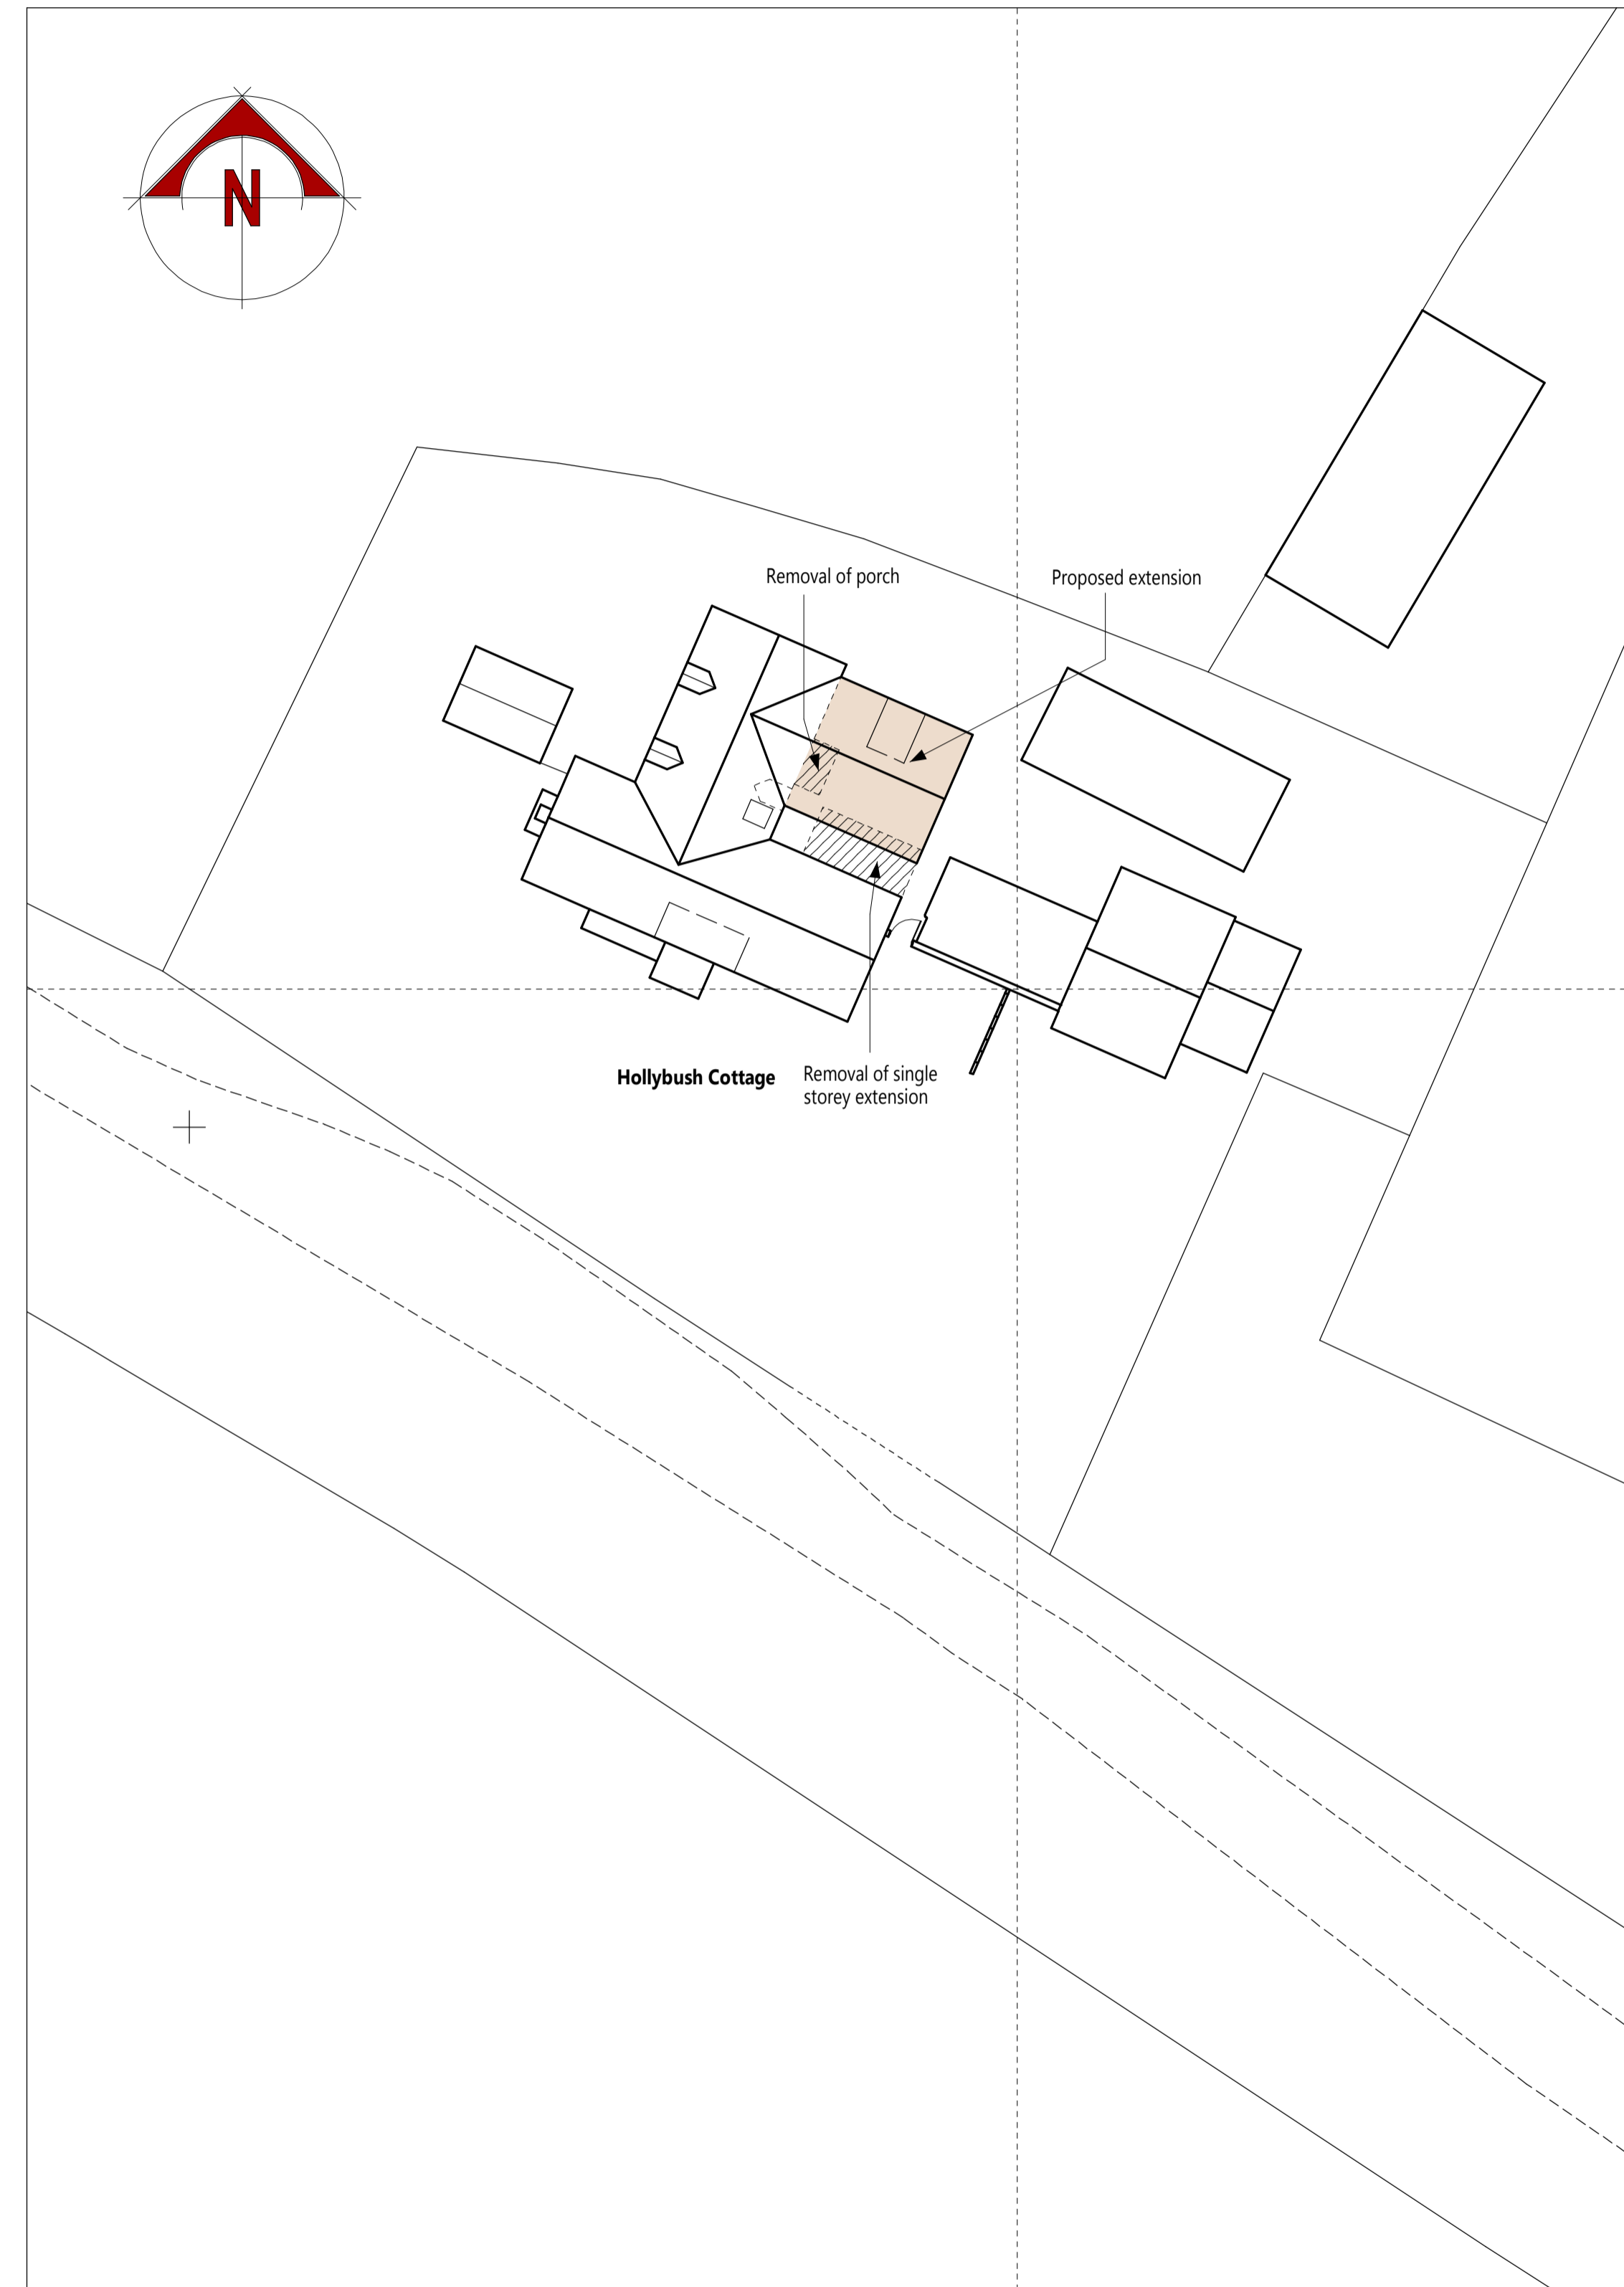 N
Removal of porch
Proposed extension
Hollybush Cottage
Removal of single
storey extension